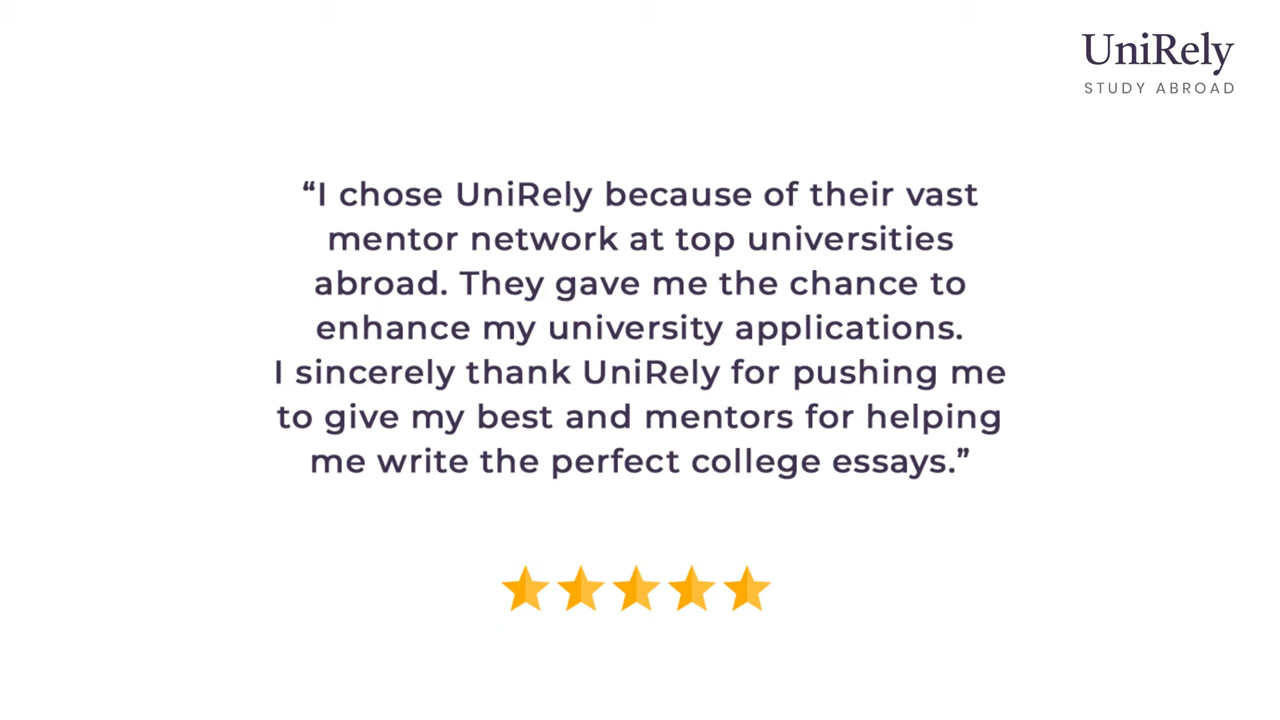 UniRely
STUDY ABROAD
“I chose UniRely because of their vast
mentor network at top universities
abroad. They gave me the chance to
enhance my university applications.
I sincerely thank UniRely for pushing me
to give my best and mentors for helping
me write the perfect college essays.”